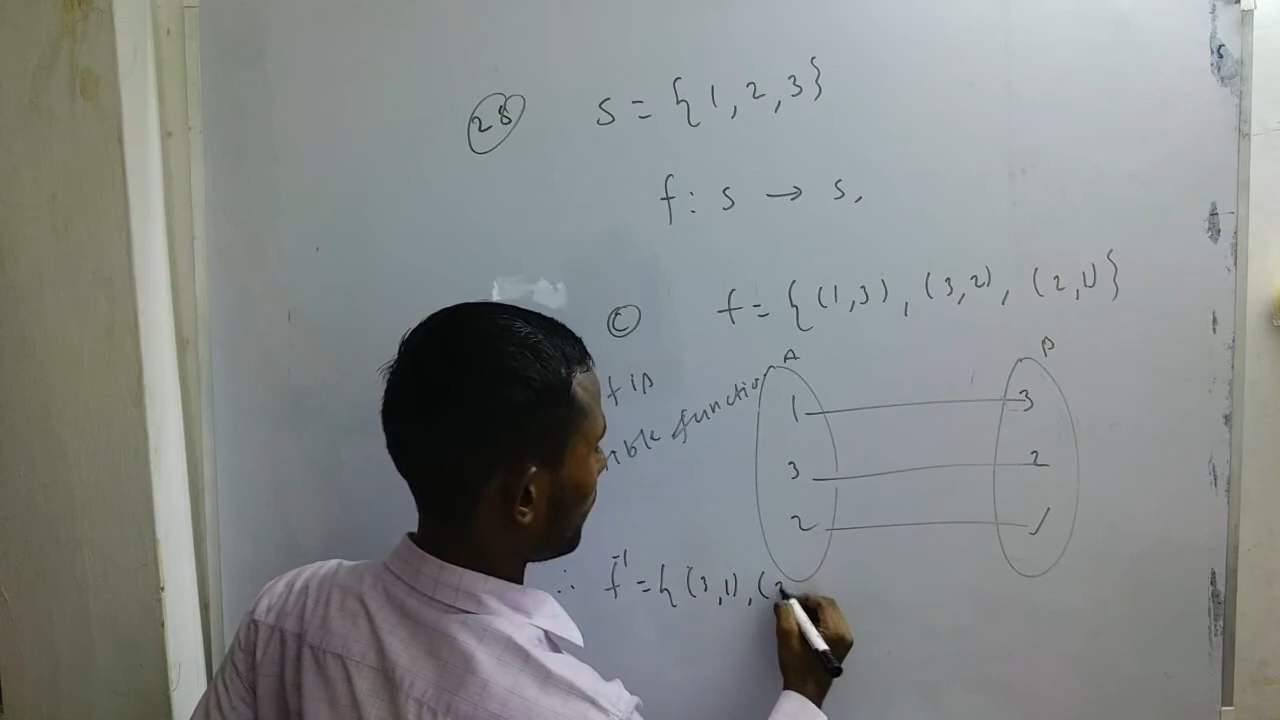 28 S = { 1, 2, 3 }
f : S → S,
© f = { (1,3) , (3,2) , (2,1) }
A B
f is
function
1 3
3 2
2 1
∴ f⁻¹ = { (3,1), (2